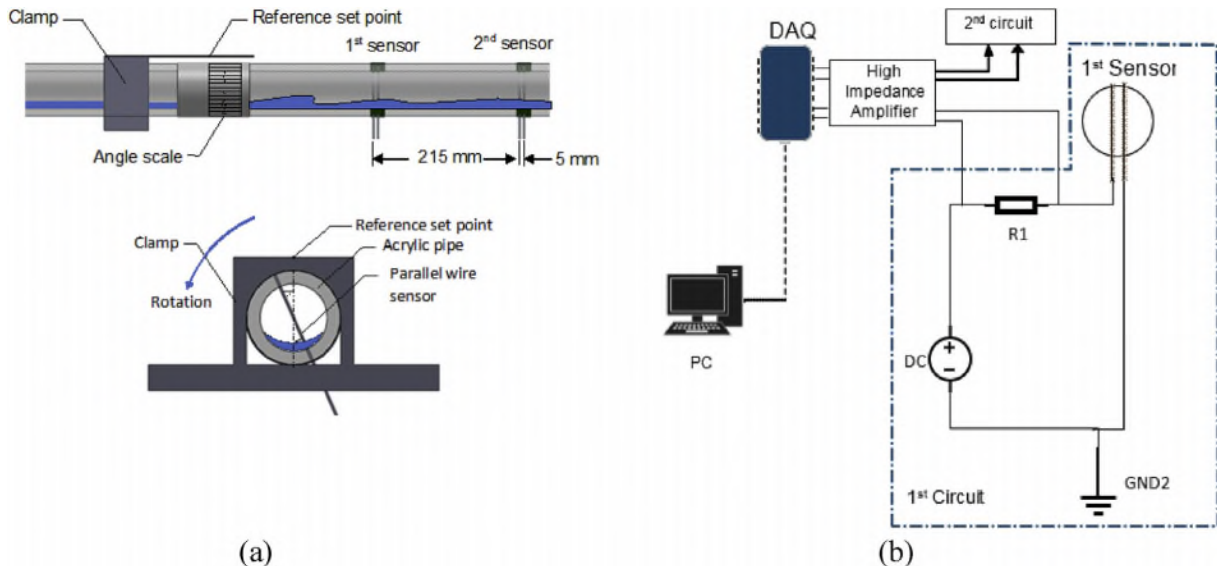 Clamp
Reference set point
1st sensor
2nd sensor
Angle scale
215 mm
5 mm
Reference set point
Clamp
Acrylic pipe
Parallel wire
sensor
Rotation
(a)
2nd circuit
DAQ
High
Impedance
Amplifier
1st Sensor
R1
PC
DC
+
−
GND2
1st Circuit
(b)